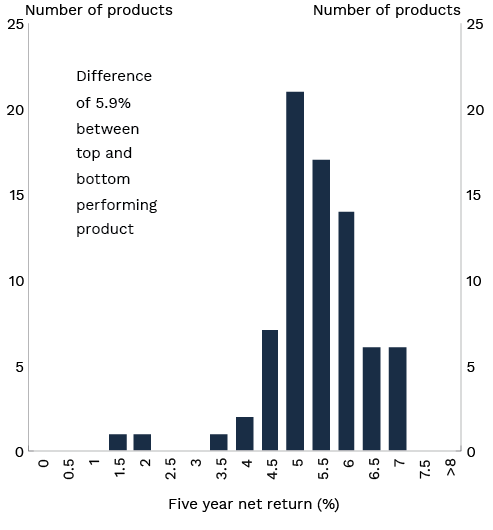 Number of products Number of products
25 25
Difference
of 5.9%
between
top and
bottom
performing
product
20 20
15 15
10 10
5 5
0 0
0 0.5 1 1.5 2 2.5 3 3.5 4 4.5 5 5.5 6 6.5 7 7.5 >8
Five year net return (%)